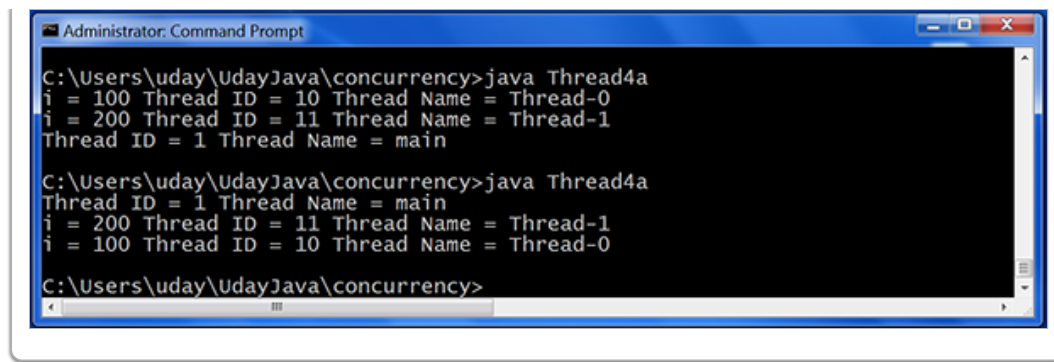 Administrator: Command Prompt
C:\Users\uday\UdayJava\concurrency>java Thread4a
i = 100 Thread ID = 10 Thread Name = Thread-0
i = 200 Thread ID = 11 Thread Name = Thread-1
Thread ID = 1 Thread Name = main
C:\Users\uday\UdayJava\concurrency>java Thread4a
Thread ID = 1 Thread Name = main
i = 200 Thread ID = 11 Thread Name = Thread-1
i = 100 Thread ID = 10 Thread Name = Thread-0
C:\Users\uday\UdayJava\concurrency>